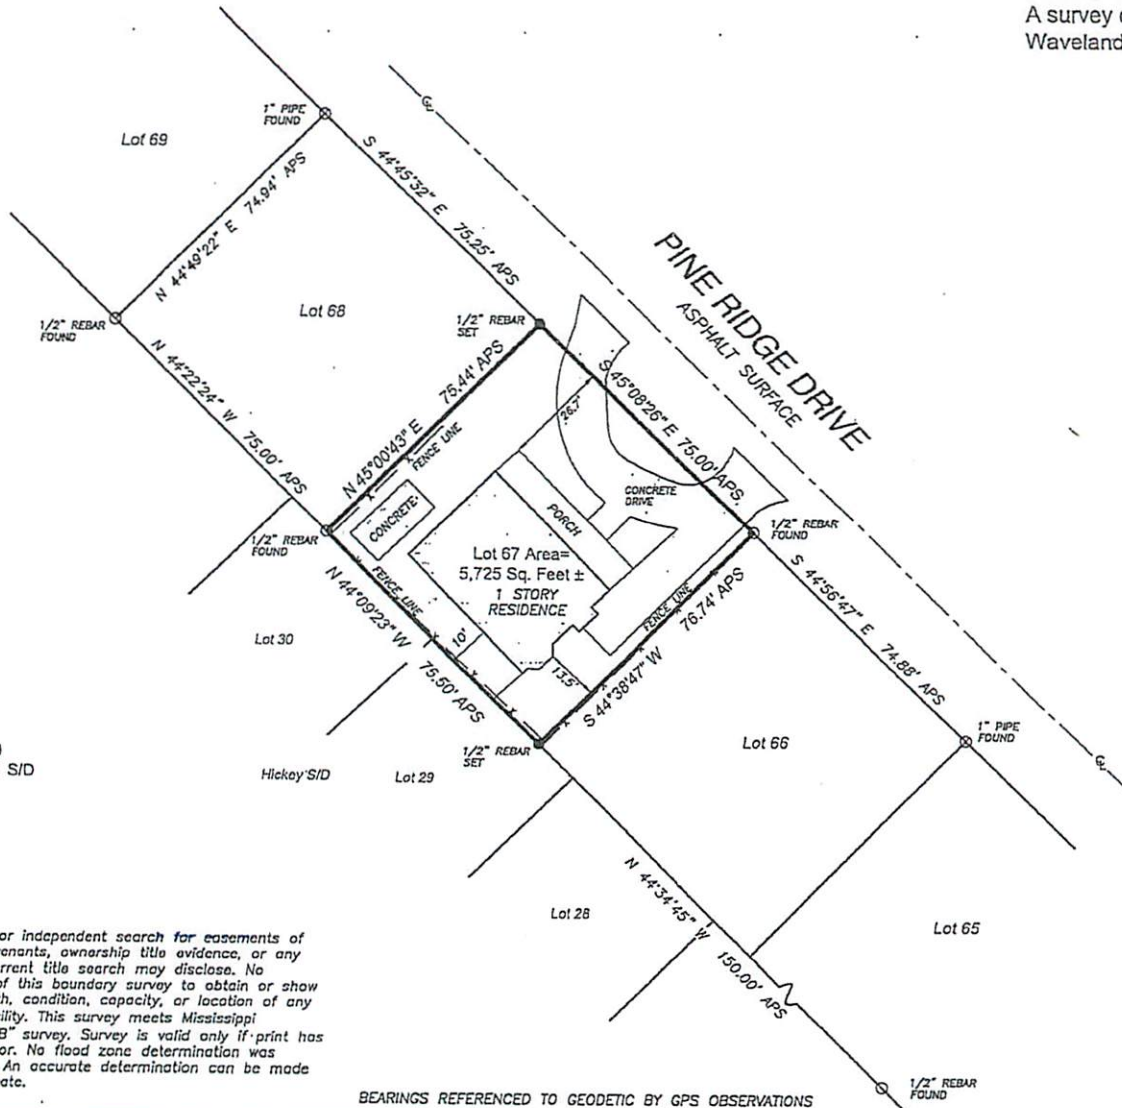 A survey
Waveland
1" PIPE
FOUND
Lot 69
S 44°45'32" E 75.25' APS
N 44°49'22" E 74.94' APS
PINE RIDGE DRIVE
ASPHALT SURFACE
Lot 68
1/2" REBAR
FOUND
1/2" REBAR
SET
N 44°22'24" W 75.00' APS
N 45°00'43" E 75.44' APS
FENCE LINE
S 45°08'26" E 75.00' APS
26.7'
CONCRETE
CONCRETE
DRIVE
PORCH
1/2" REBAR
FOUND
1/2" REBAR
FOUND
Lot 67 Area=
5,725 Sq. Feet ±
1 STORY
RESIDENCE
FENCE LINE
N 44°09'23" W 75.50' APS
FENCE LINE
S 44°38'47" W 76.74' APS
S 44°56'47" E 74.88' APS
Lot 30
10'
13.5'
1/2" REBAR
SET
Lot 66
1" PIPE
FOUND
S/D
Hickey S/D
Lot 29
N 44°34'45" W 150.00' APS
Lot 28
Lot 65
or independent search for easements of
enants, ownership title evidence, or any
rrent title search may disclose. No
of this boundary survey to obtain or show
h, condition, capacity, or location of any
ility. This survey meets Mississippi
B" survey. Survey is valid only if print has
or. No flood zone determination was
An accurate determination can be made
ate.
1/2" REBAR
FOUND
BEARINGS REFERENCED TO GEODETIC BY GPS OBSERVATIONS